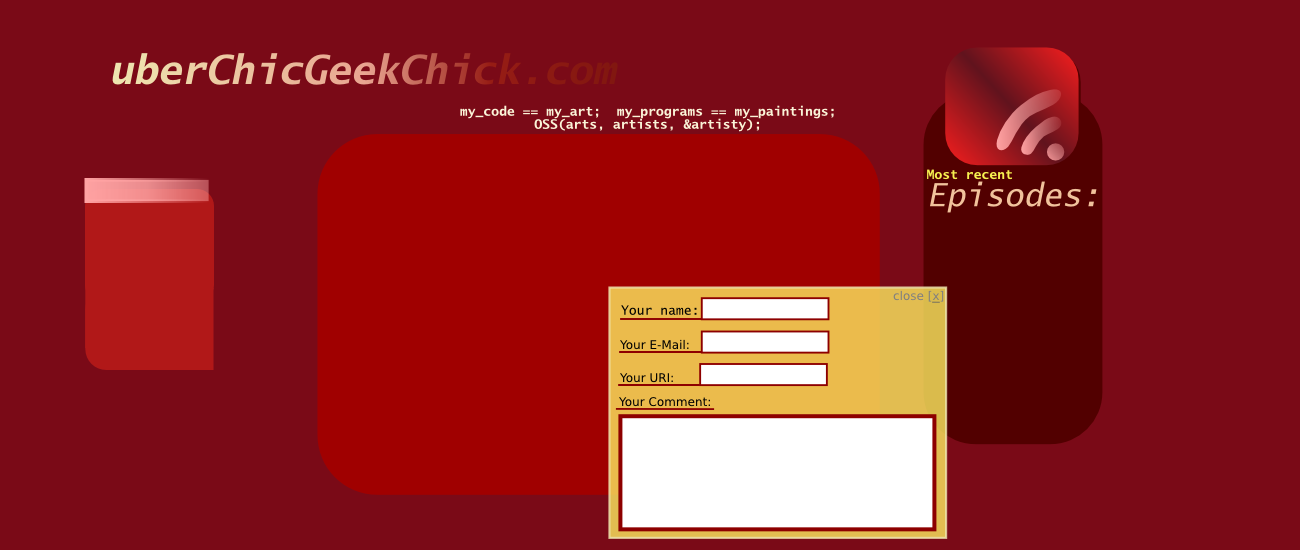 uberChicGeekChick.com
my_code == my_art;  my_programs == my_paintings;
OSS(arts, artists, &artisty);
Most recent
Episodes:
close [x]
Your name:
Your E-Mail:
Your URI:
Your Comment: